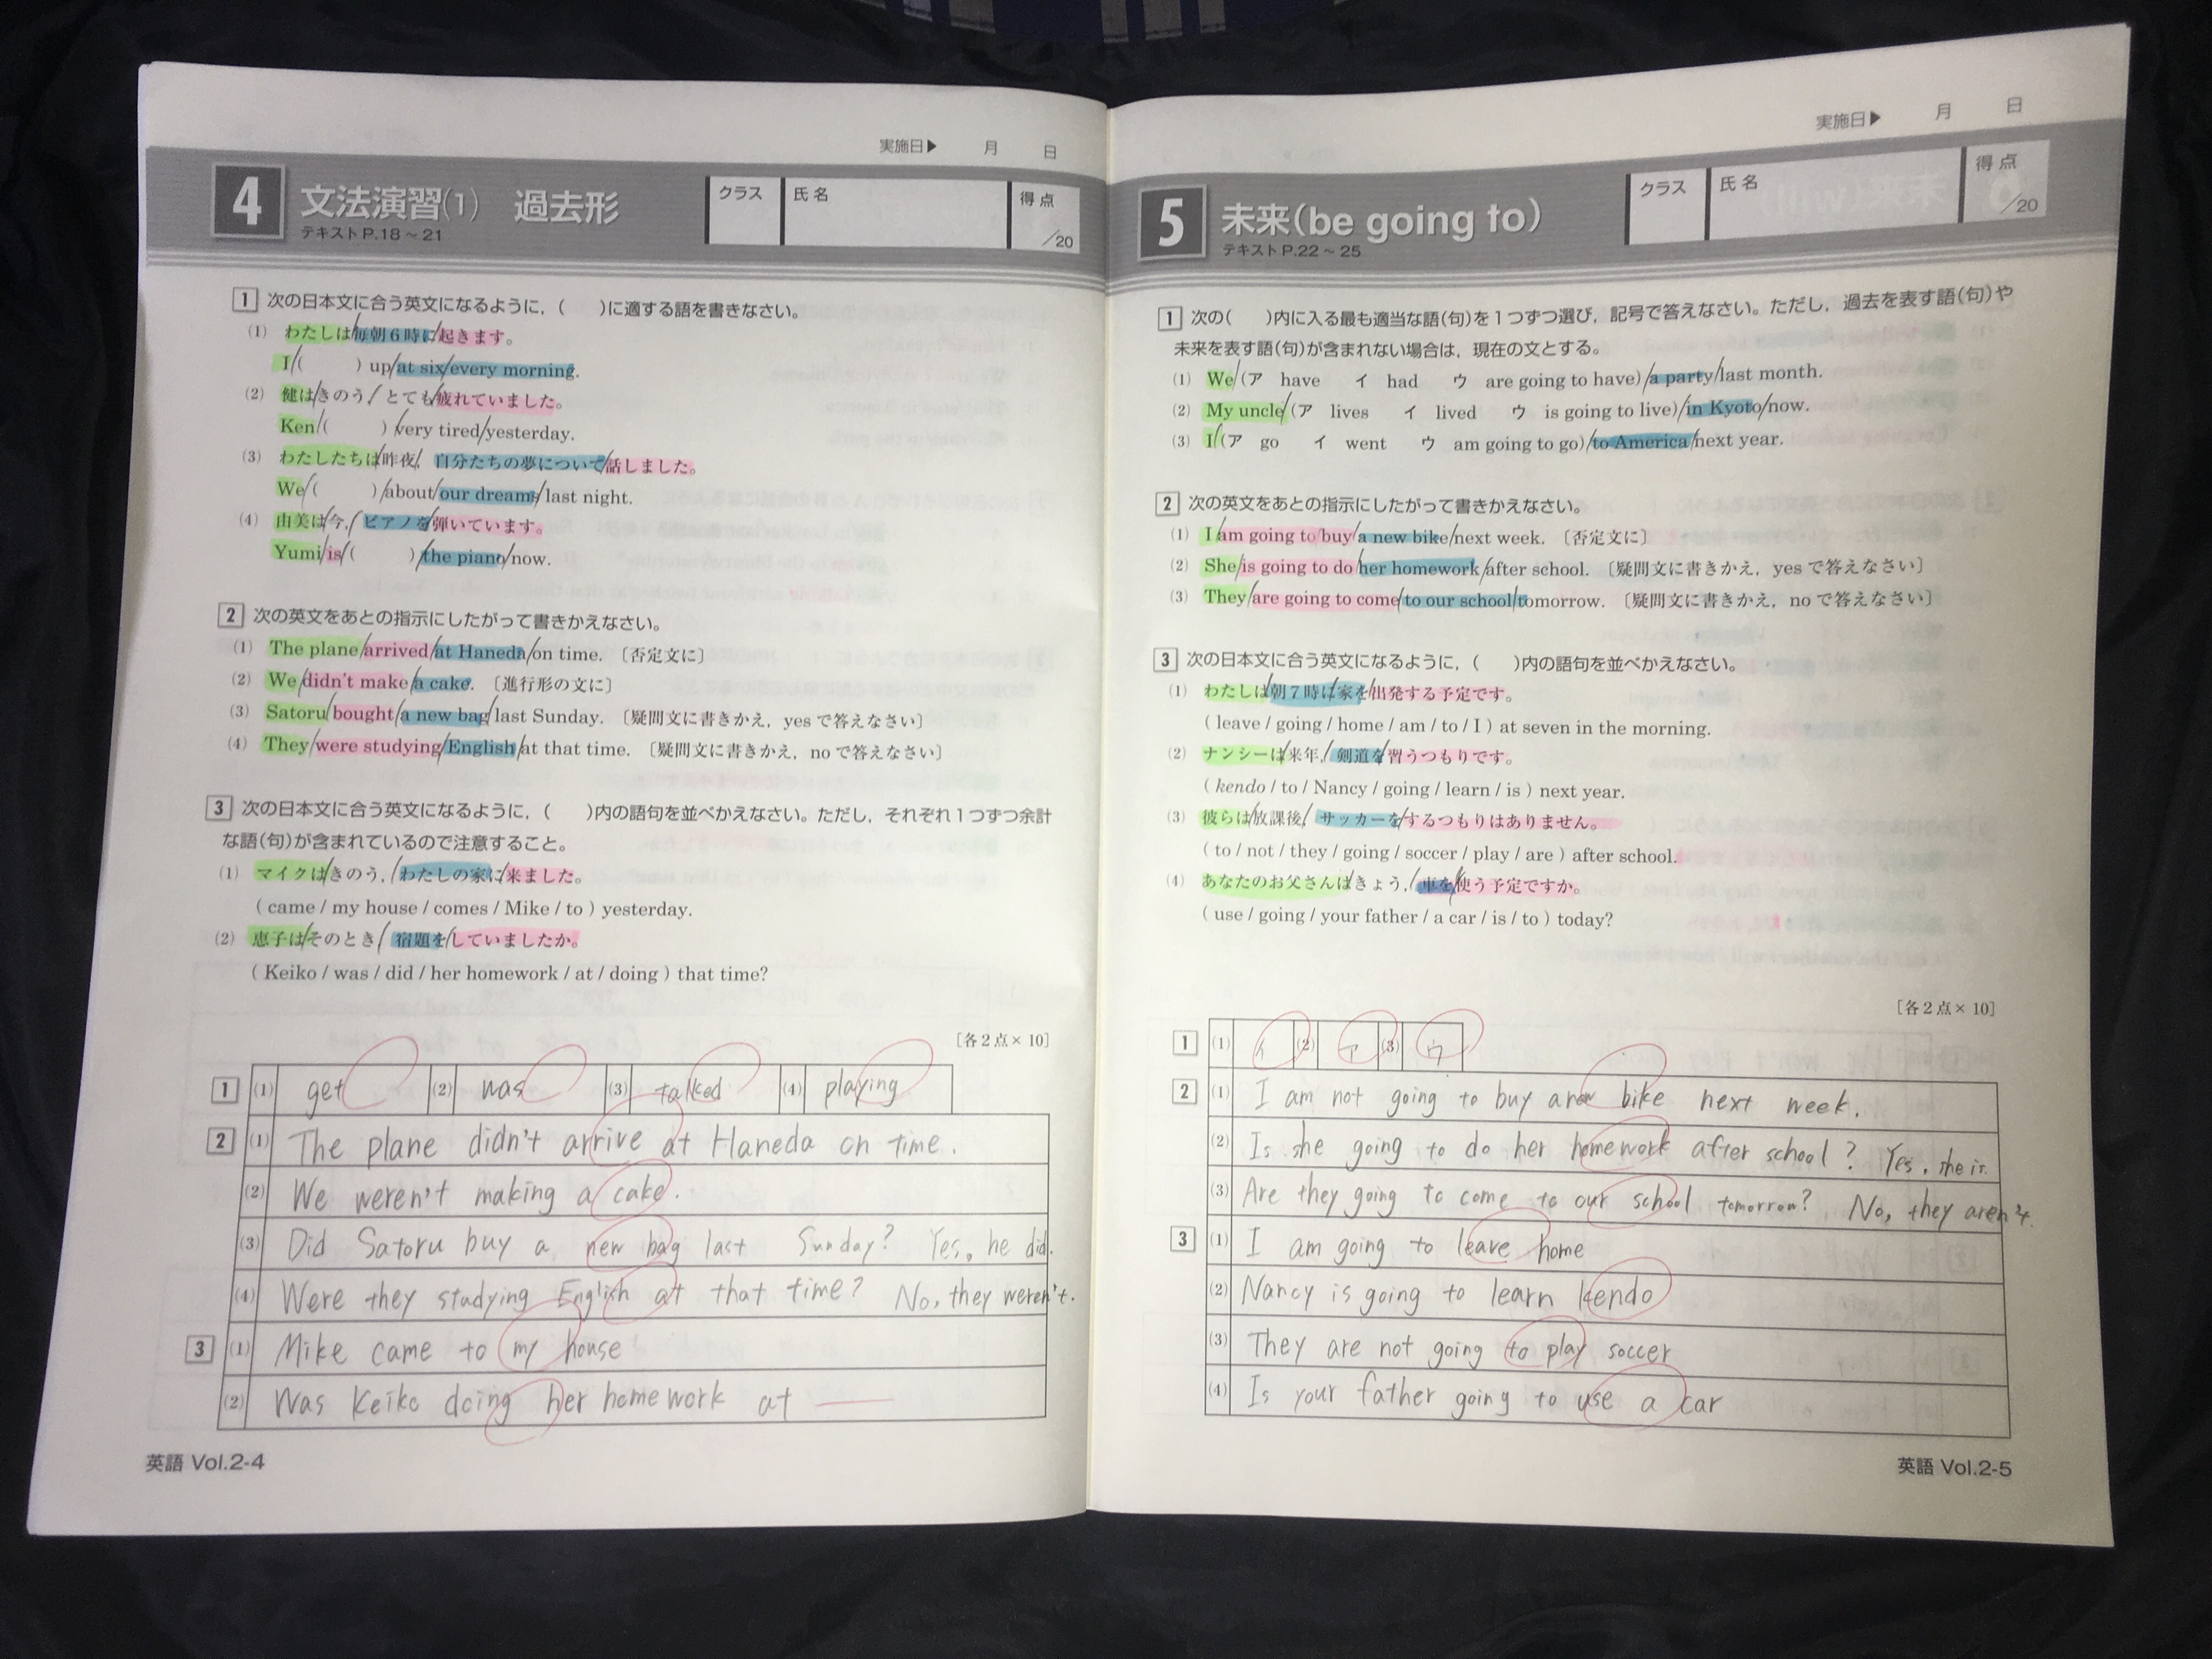 実施日▶ 月 日
4 文法演習(1) 過去形
テキストP.18～21
クラス 氏名 得点 /20
1 次の日本文に合う英文になるように，( )に適する語を書きなさい。
(1) わたしは毎朝６時に起きます。
I ( ) up at six every morning.
(2) 健はきのう，とても疲れていました。
Ken ( ) very tired yesterday.
(3) わたしたちは昨夜，自分たちの夢について話しました。
We ( ) about our dreams last night.
(4) 由美は今，ピアノを弾いています。
Yumi is ( ) the piano now.
2 次の英文をあとの指示にしたがって書きかえなさい。
(1) The plane arrived at Haneda on time. 〔否定文に〕
(2) We didn't make a cake. 〔進行形の文に〕
(3) Satoru bought a new bag last Sunday. 〔疑問文に書きかえ，yes で答えなさい〕
(4) They were studying English at that time. 〔疑問文に書きかえ，no で答えなさい〕
3 次の日本文に合う英文になるように，( )内の語句を並べかえなさい。ただし，それぞれ１つずつ余計
な語(句)が含まれているので注意すること。
(1) マイクはきのう，わたしの家に来ました。
( came / my house / comes / Mike / to ) yesterday.
(2) 恵子はそのとき，宿題をしていましたか。
( Keiko / was / did / her homework / at / doing ) that time?
［各２点×10］
1 (1) get (2) was (3) talked (4) playing
2 (1) The plane didn't arrive at Haneda on time.
(2) We weren't making a cake.
(3) Did Satoru buy a new bag last Sunday? Yes, he did.
(4) Were they studying English at that time? No, they weren't.
3 (1) Mike came to my house
(2) Was Keiko doing her homework at
英語 Vol.2-4
実施日▶ 月 日
5 未来(be going to)
テキストP.22～25
クラス 氏名 得点 /20
1 次の( )内に入る最も適当な語(句)を１つずつ選び，記号で答えなさい。ただし，過去を表す語(句)や
未来を表す語(句)が含まれない場合は，現在の文とする。
(1) We (ア have イ had ウ are going to have) a party last month.
(2) My uncle (ア lives イ lived ウ is going to live) in Kyoto now.
(3) I (ア go イ went ウ am going to go) to America next year.
2 次の英文をあとの指示にしたがって書きかえなさい。
(1) I am going to buy a new bike next week. 〔否定文に〕
(2) She is going to do her homework after school. 〔疑問文に書きかえ，yes で答えなさい〕
(3) They are going to come to our school tomorrow. 〔疑問文に書きかえ，no で答えなさい〕
3 次の日本文に合う英文になるように，( )内の語句を並べかえなさい。
(1) わたしは朝７時に家を出発する予定です。
( leave / going / home / am / to / I ) at seven in the morning.
(2) ナンシーは来年，剣道を習うつもりです。
( kendo / to / Nancy / going / learn / is ) next year.
(3) 彼らは放課後，サッカーをするつもりはありません。
( to / not / they / going / soccer / play / are ) after school.
(4) あなたのお父さんはきょう，車を使う予定ですか。
( use / going / your father / a car / is / to ) today?
［各２点×10］
1 (1) イ (2) ア (3) ウ
2 (1) I am not going to buy a new bike next week.
(2) Is she going to do her homework after school? Yes, she is.
(3) Are they going to come to our school tomorrow? No, they aren't.
3 (1) I am going to leave home
(2) Nancy is going to learn kendo
(3) They are not going to play soccer
(4) Is your father going to use a car
英語 Vol.2-5